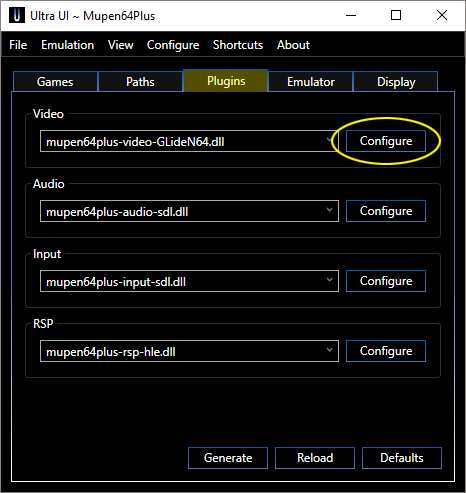 Ultra UI ~ Mupen64Plus
File Emulation View Configure Shortcuts About
Games Paths Plugins Emulator Display
Video
mupen64plus-video-GLideN64.dll Configure
Audio
mupen64plus-audio-sdl.dll Configure
Input
mupen64plus-input-sdl.dll Configure
RSP
mupen64plus-rsp-hle.dll Configure
Generate Reload Defaults